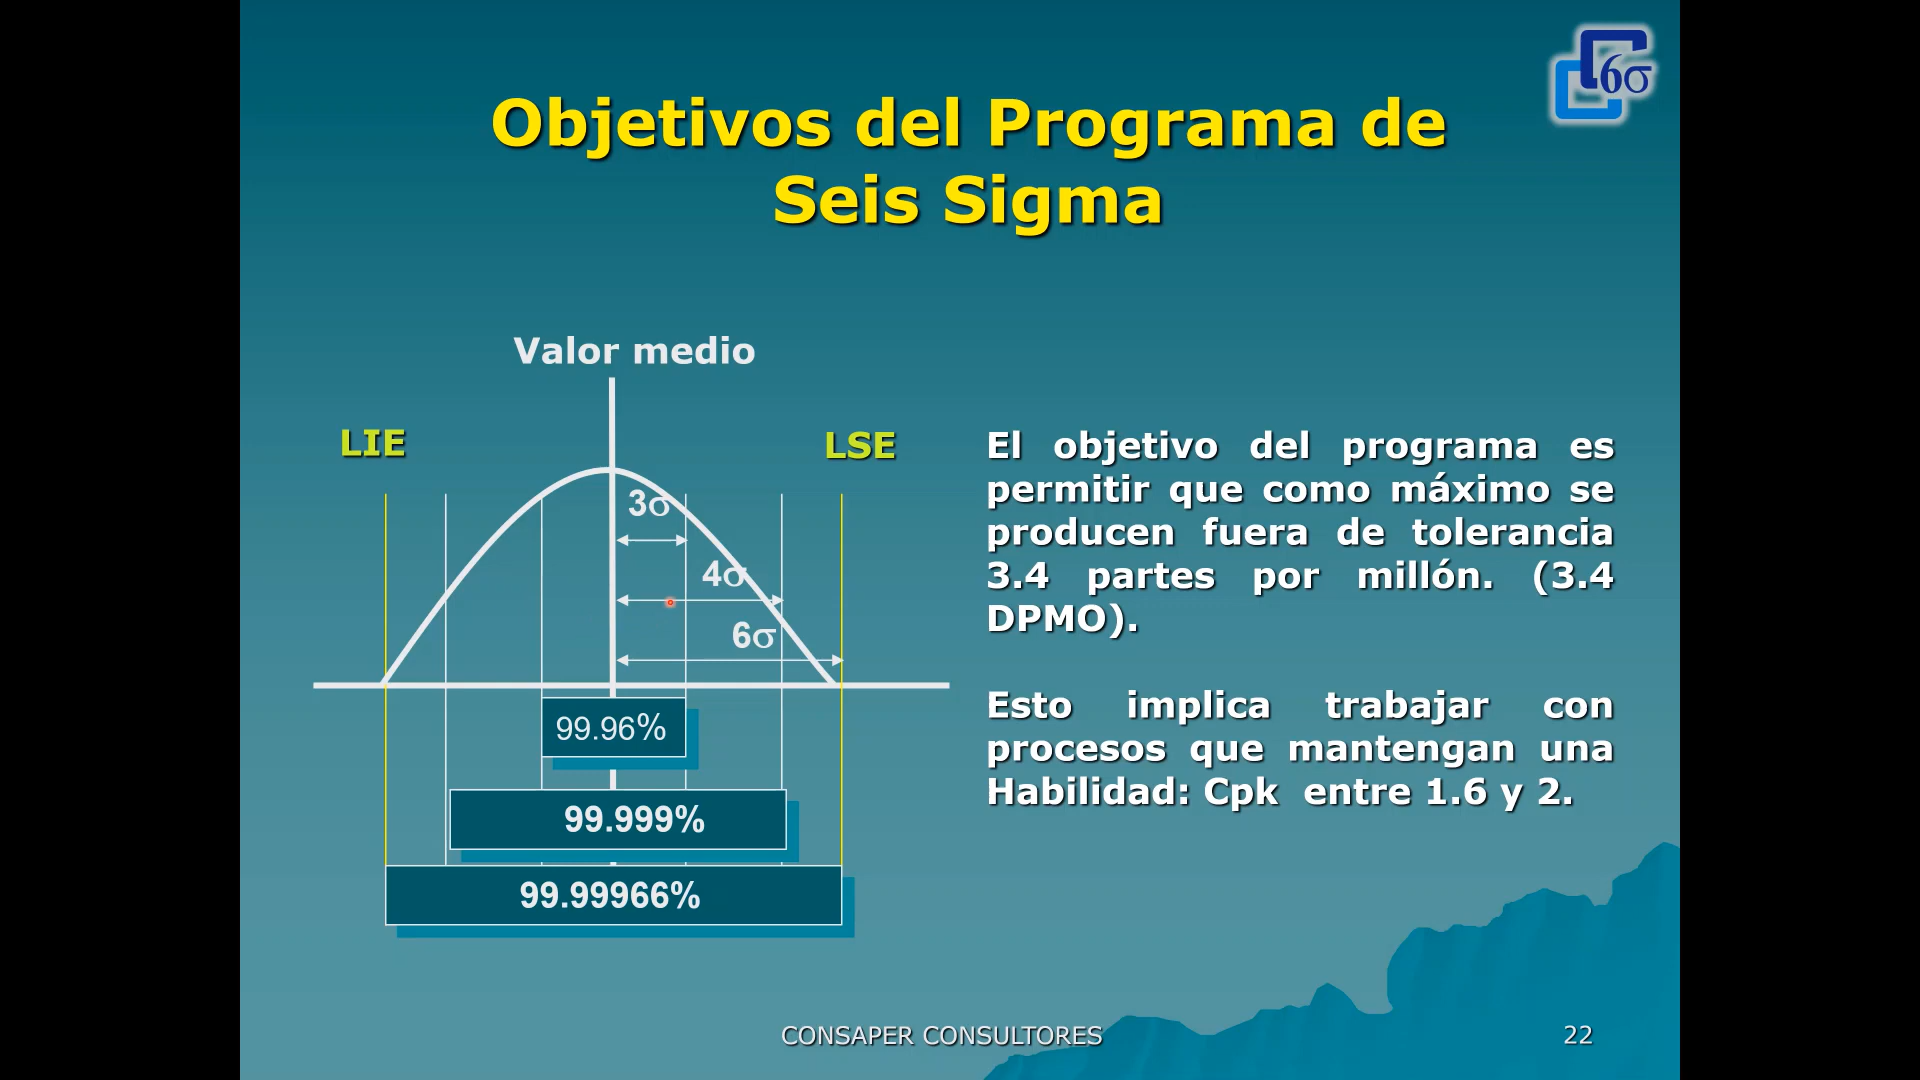 6σ
Objetivos del Programa de
Seis Sigma
Valor medio
LIE
LSE
3σ
4σ
6σ
99.96%
99.999%
99.99966%
El objetivo del programa es
permitir que como máximo se
producen fuera de tolerancia
3.4 partes por millón. (3.4
DPMO).
Esto implica trabajar con
procesos que mantengan una
Habilidad: Cpk entre 1.6 y 2.
CONSAPER CONSULTORES
22